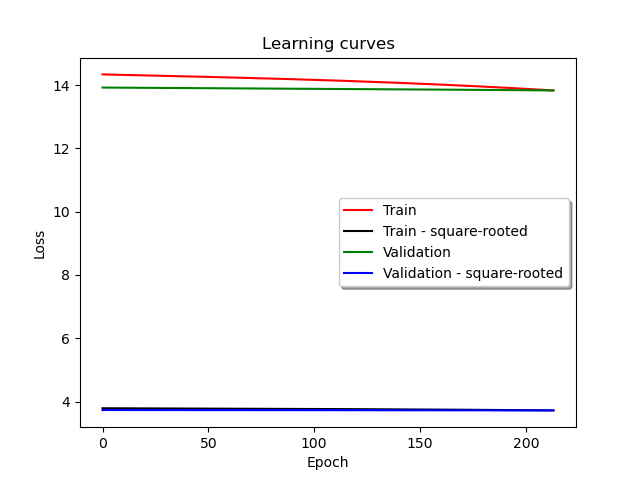 Learning curves
Loss
14
12
10
8
6
4
Train
Train - square-rooted
Validation
Validation - square-rooted
0 50 100 150 200
Epoch